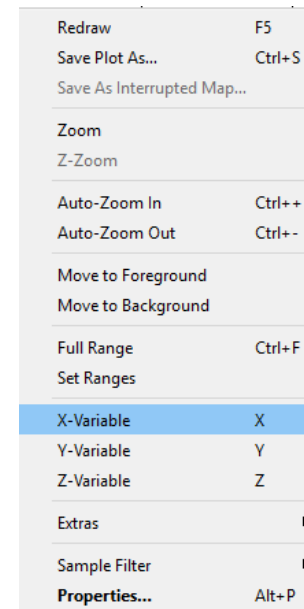 Redraw F5
Save Plot As... Ctrl+S
Save As Interrupted Map...
Zoom
Z-Zoom
Auto-Zoom In Ctrl++
Auto-Zoom Out Ctrl+-
Move to Foreground
Move to Background
Full Range Ctrl+F
Set Ranges
X-Variable X
Y-Variable Y
Z-Variable Z
Extras
Sample Filter
Properties... Alt+P